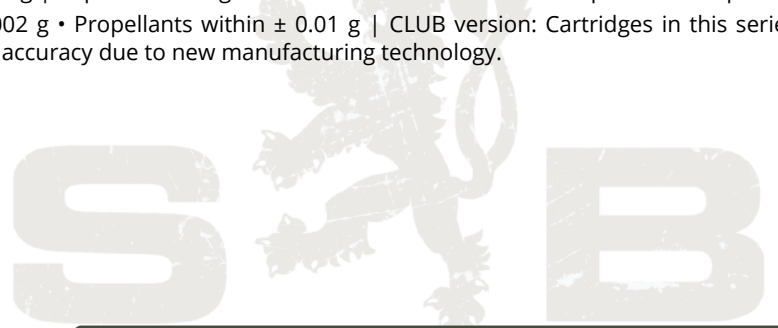 002 g • Propellants within ± 0.01 g | CLUB version: Cartridges in this serie
accuracy due to new manufacturing technology.
S B